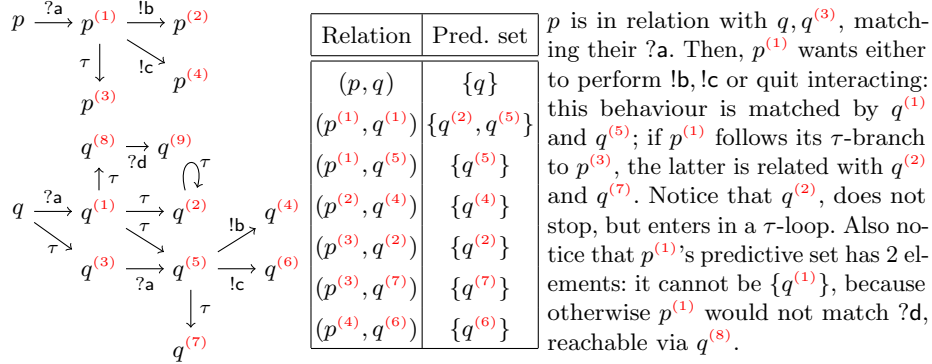 p ?a p(1) !b p(2)
τ !c
p(3) p(4)
q(8) ?d q(9)
τ τ
q ?a q(1) τ q(2) !b q(4)
τ τ
q(3) ?a q(5) !c q(6)
τ
q(7)
Relation Pred. set
(p, q) {q}
(p(1), q(1)) {q(2), q(5)}
(p(1), q(5)) {q(5)}
(p(2), q(4)) {q(4)}
(p(3), q(2)) {q(2)}
(p(3), q(7)) {q(7)}
(p(4), q(6)) {q(6)}
p is in relation with q, q(3), match-
ing their ?a. Then, p(1) wants either
to perform !b, !c or quit interacting:
this behaviour is matched by q(1)
and q(5); if p(1) follows its τ-branch
to p(3), the latter is related with q(2)
and q(7). Notice that q(2), does not
stop, but enters in a τ-loop. Also no-
tice that p(1)'s predictive set has 2 el-
ements: it cannot be {q(1)}, because
otherwise p(1) would not match ?d,
reachable via q(8).